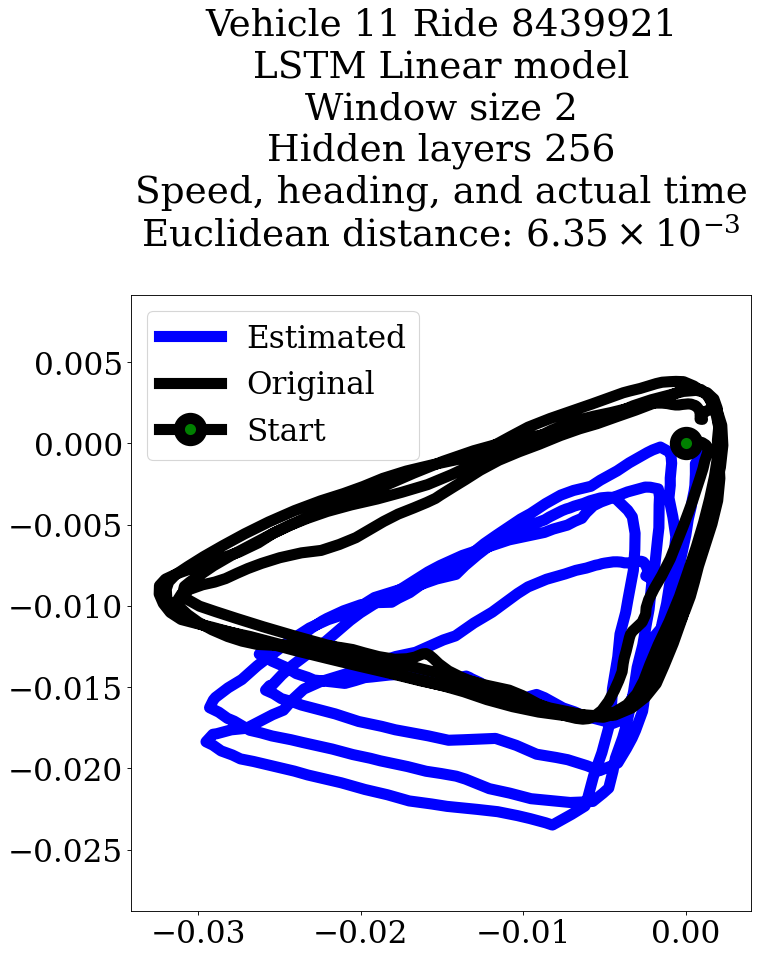 Vehicle 11 Ride 8439921
LSTM Linear model
Window size 2
Hidden layers 256
Speed, heading, and actual time
Euclidean distance: 6.35 × 10⁻³
Estimated
Original
Start
0.005
0.000
−0.005
−0.010
−0.015
−0.020
−0.025
−0.03 −0.02 −0.01 0.00